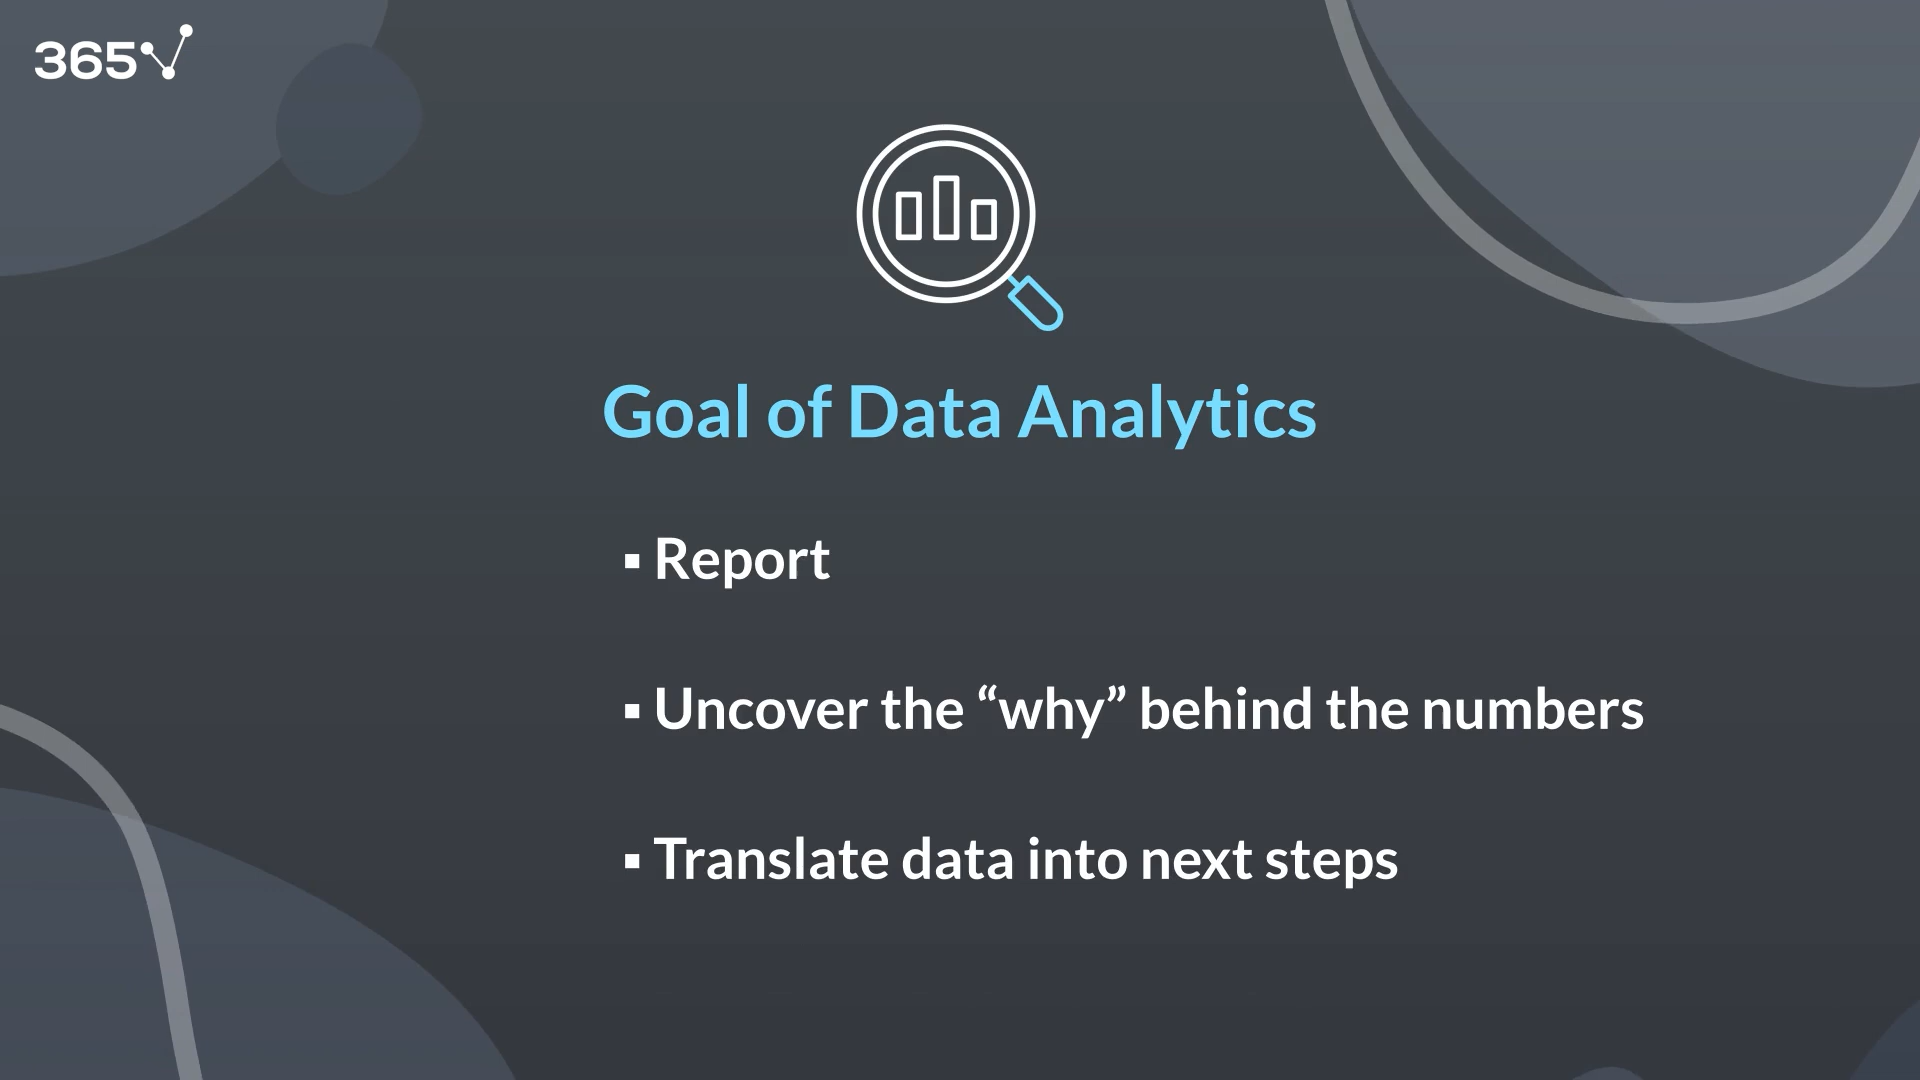 365
Goal of Data Analytics
▪ Report
▪ Uncover the “why” behind the numbers
▪ Translate data into next steps